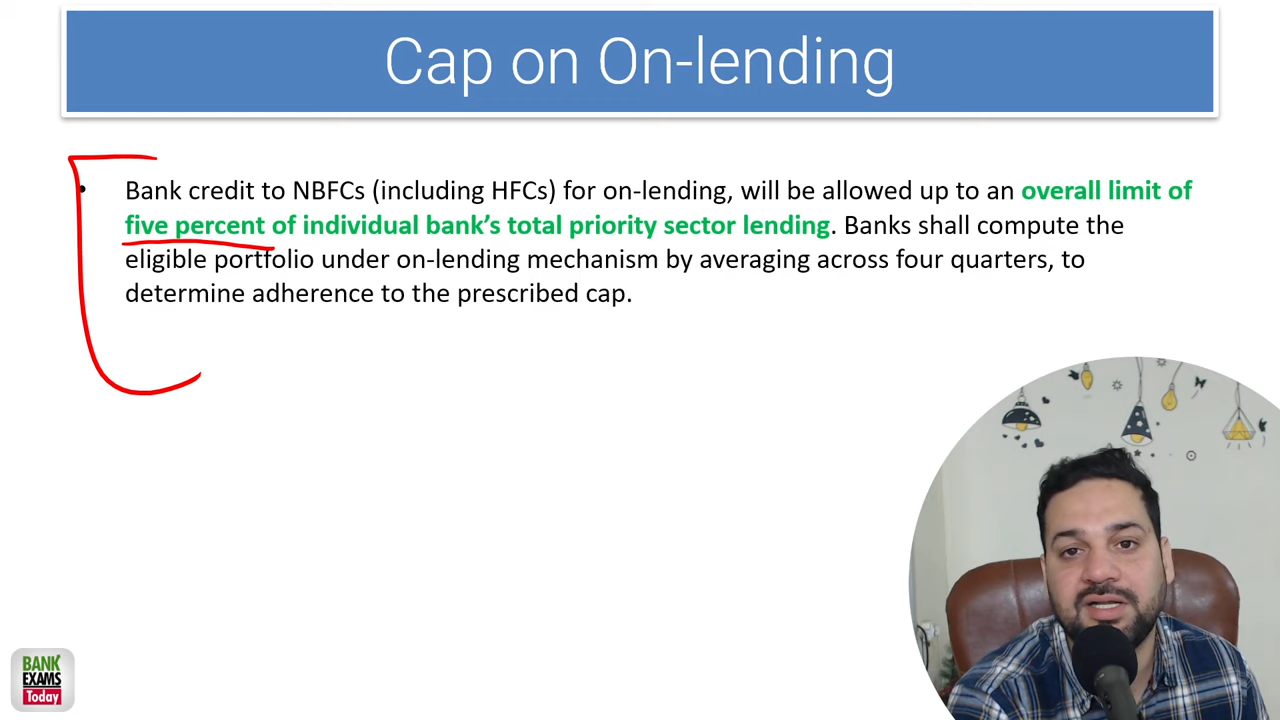 Cap on On-lending
• Bank credit to NBFCs (including HFCs) for on-lending, will be allowed up to an overall limit of
five percent of individual bank’s total priority sector lending. Banks shall compute the
eligible portfolio under on-lending mechanism by averaging across four quarters, to
determine adherence to the prescribed cap.
BANK
EXAMS
Today